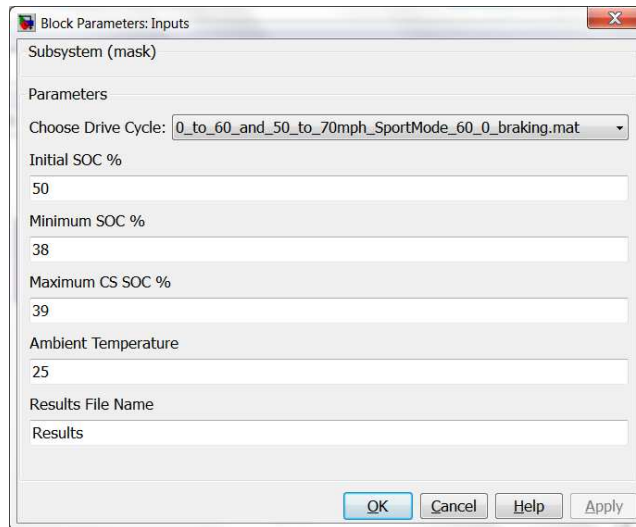 Block Parameters: Inputs
Subsystem (mask)
Parameters
Choose Drive Cycle: 0_to_60_and_50_to_70mph_SportMode_60_0_braking.mat
Initial SOC %
50
Minimum SOC %
38
Maximum CS SOC %
39
Ambient Temperature
25
Results File Name
Results
OK Cancel Help Apply